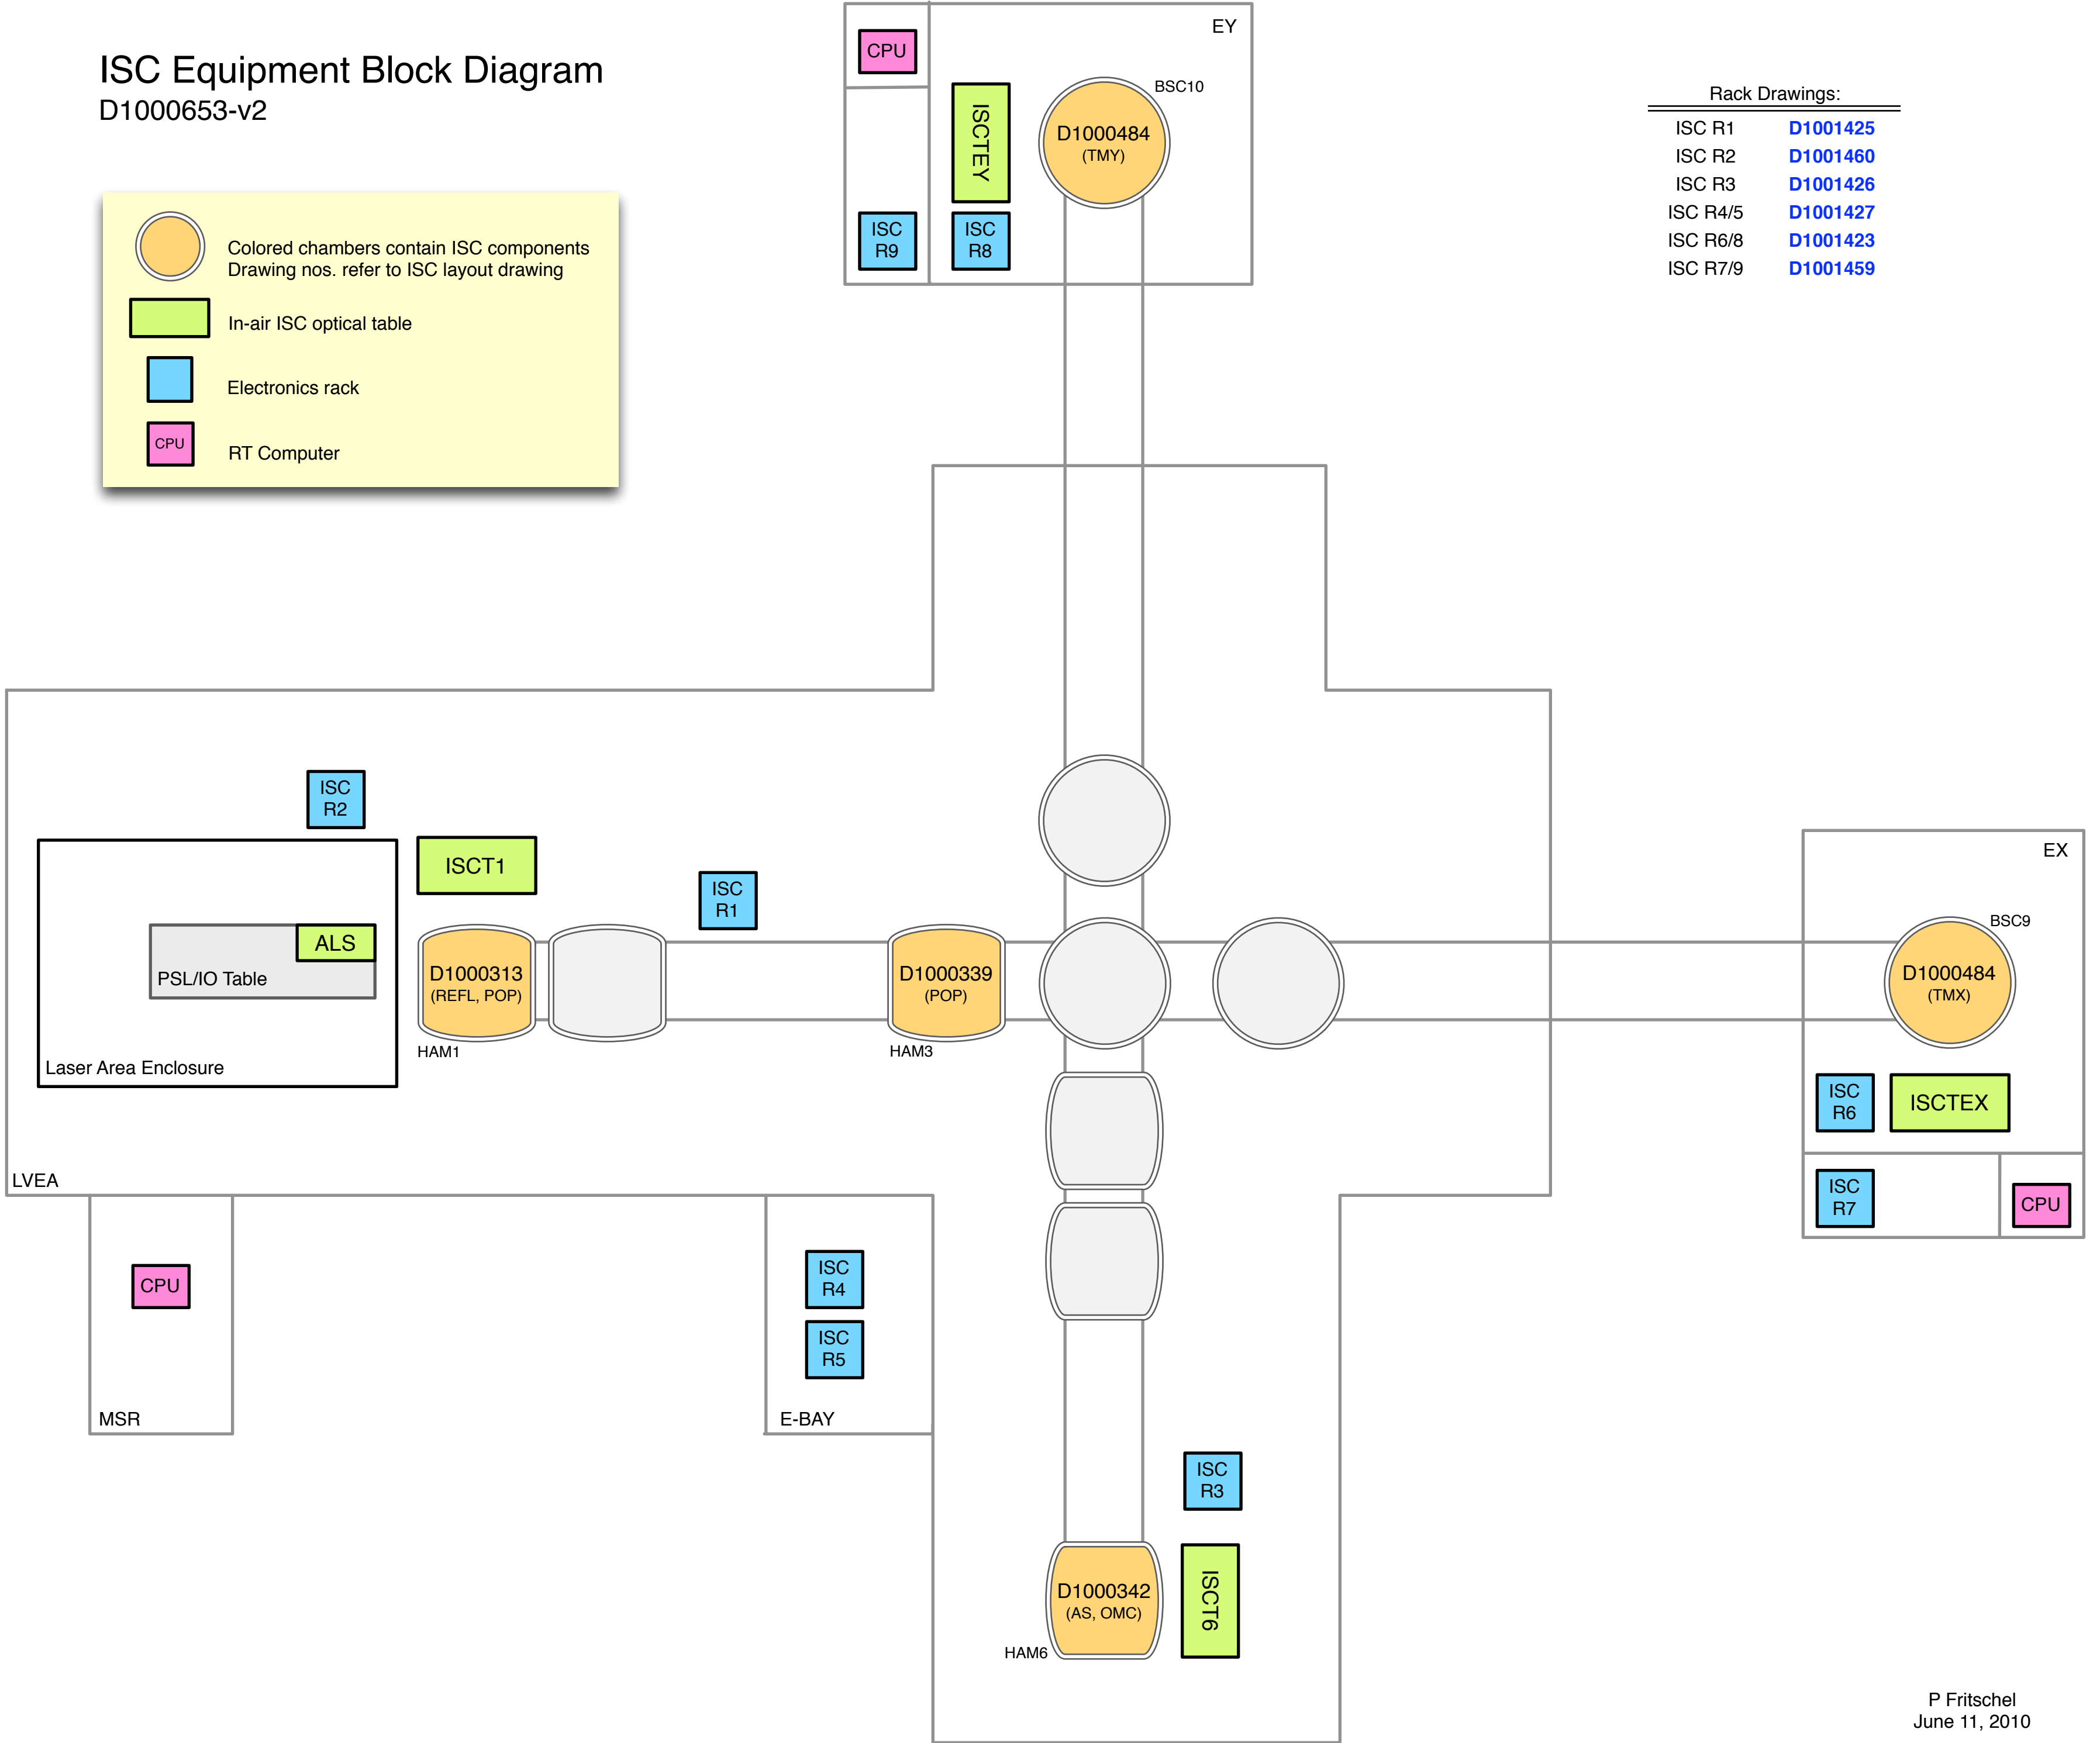 ISC Equipment Block Diagram
D1000653-v2
Colored chambers contain ISC components
Drawing nos. refer to ISC layout drawing
In-air ISC optical table
Electronics rack
CPU
RT Computer
EY
CPU
ISCTEY
BSC10
D1000484
(TMY)
ISC
R9
ISC
R8
Rack Drawings:
ISC R1 D1001425
ISC R2 D1001460
ISC R3 D1001426
ISC R4/5 D1001427
ISC R6/8 D1001423
ISC R7/9 D1001459
ISC
R2
ISCT1
ISC
R1
ALS
PSL/IO Table
Laser Area Enclosure
D1000313
(REFL, POP)
HAM1
D1000339
(POP)
HAM3
LVEA
EX
BSC9
D1000484
(TMX)
ISC
R6
ISCTEX
ISC
R7
CPU
CPU
MSR
ISC
R4
ISC
R5
E-BAY
ISC
R3
D1000342
(AS, OMC)
HAM6
ISCT6
P Fritschel
June 11, 2010